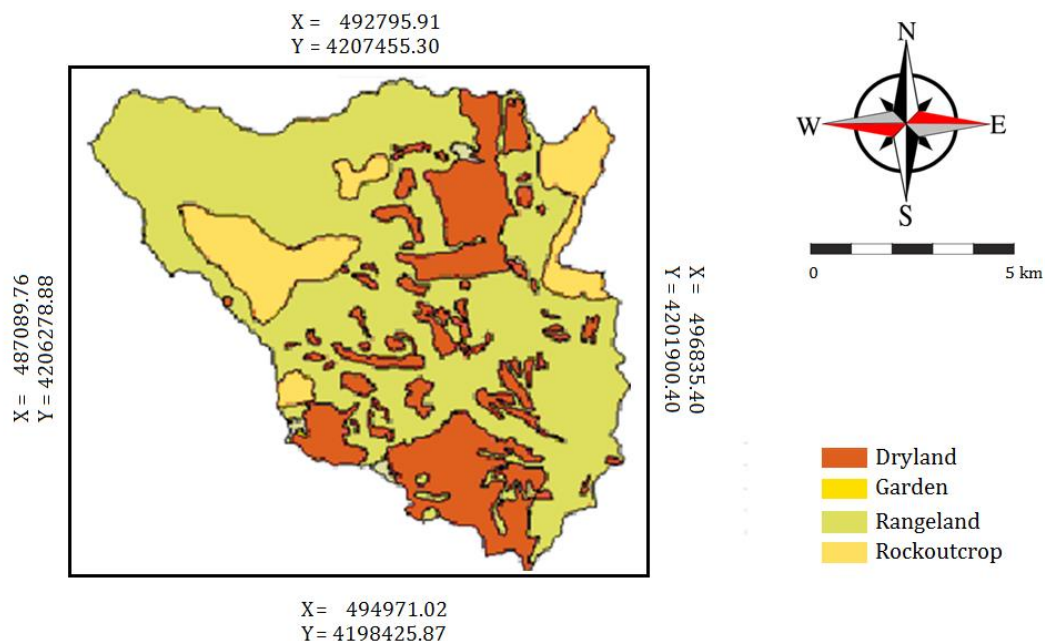 X = 492795.91
Y = 4207455.30
N
W
E
S
0 5 km
X = 487089.76
Y = 4206278.88
X = 496835.40
Y = 4201900.40
Dryland
Garden
Rangeland
Rockoutcrop
X = 494971.02
Y = 4198425.87